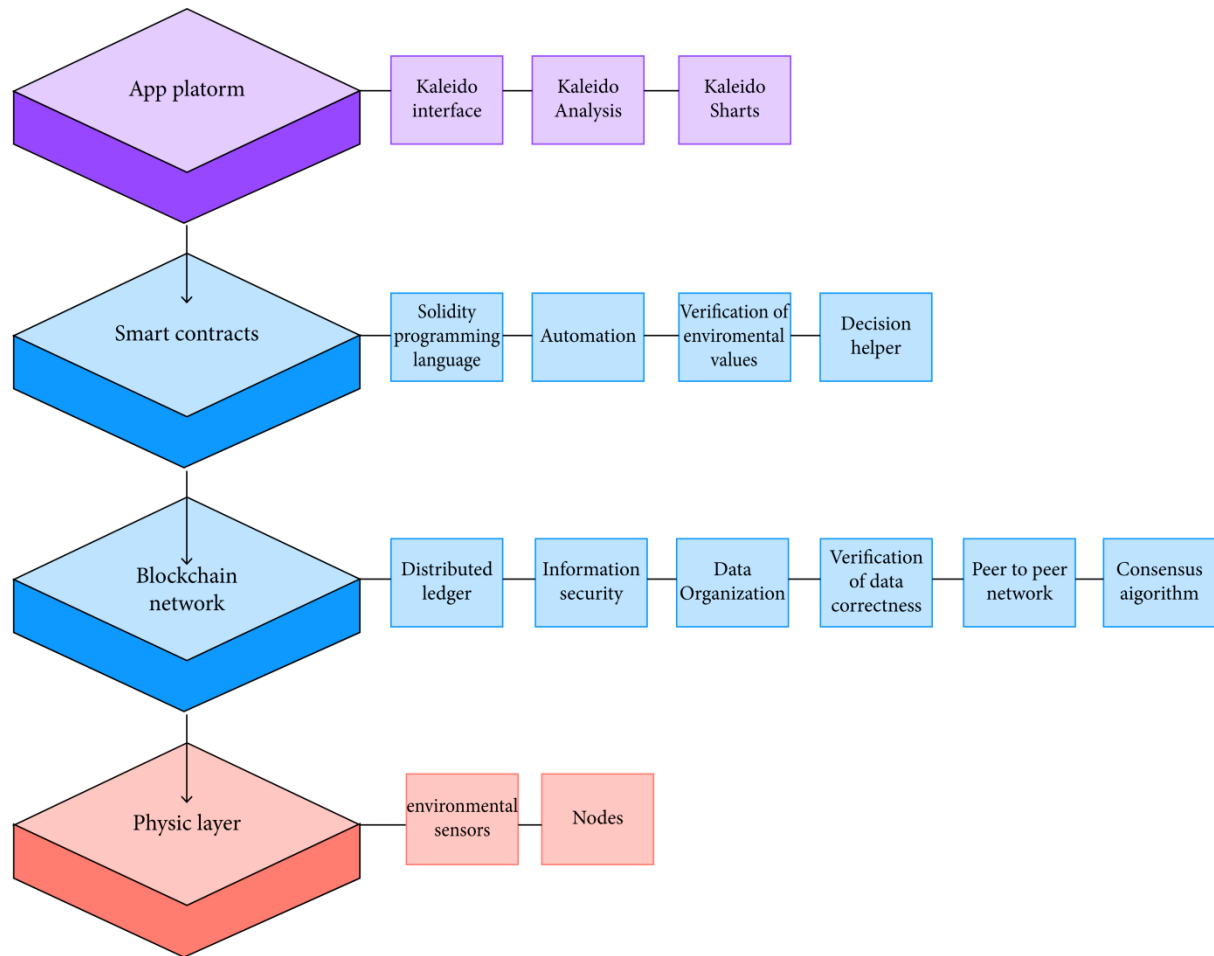 App platorm
Kaleido
interface
Kaleido
Analysis
Kaleido
Sharts
Smart contracts
Solidity
programming
language
Automation
Verification of
enviromental
values
Decision
helper
Blockchain
network
Distributed
ledger
Information
security
Data
Organization
Verification
of data
correctness
Peer to peer
network
Consensus
aigorithm
Physic layer
environmental
sensors
Nodes